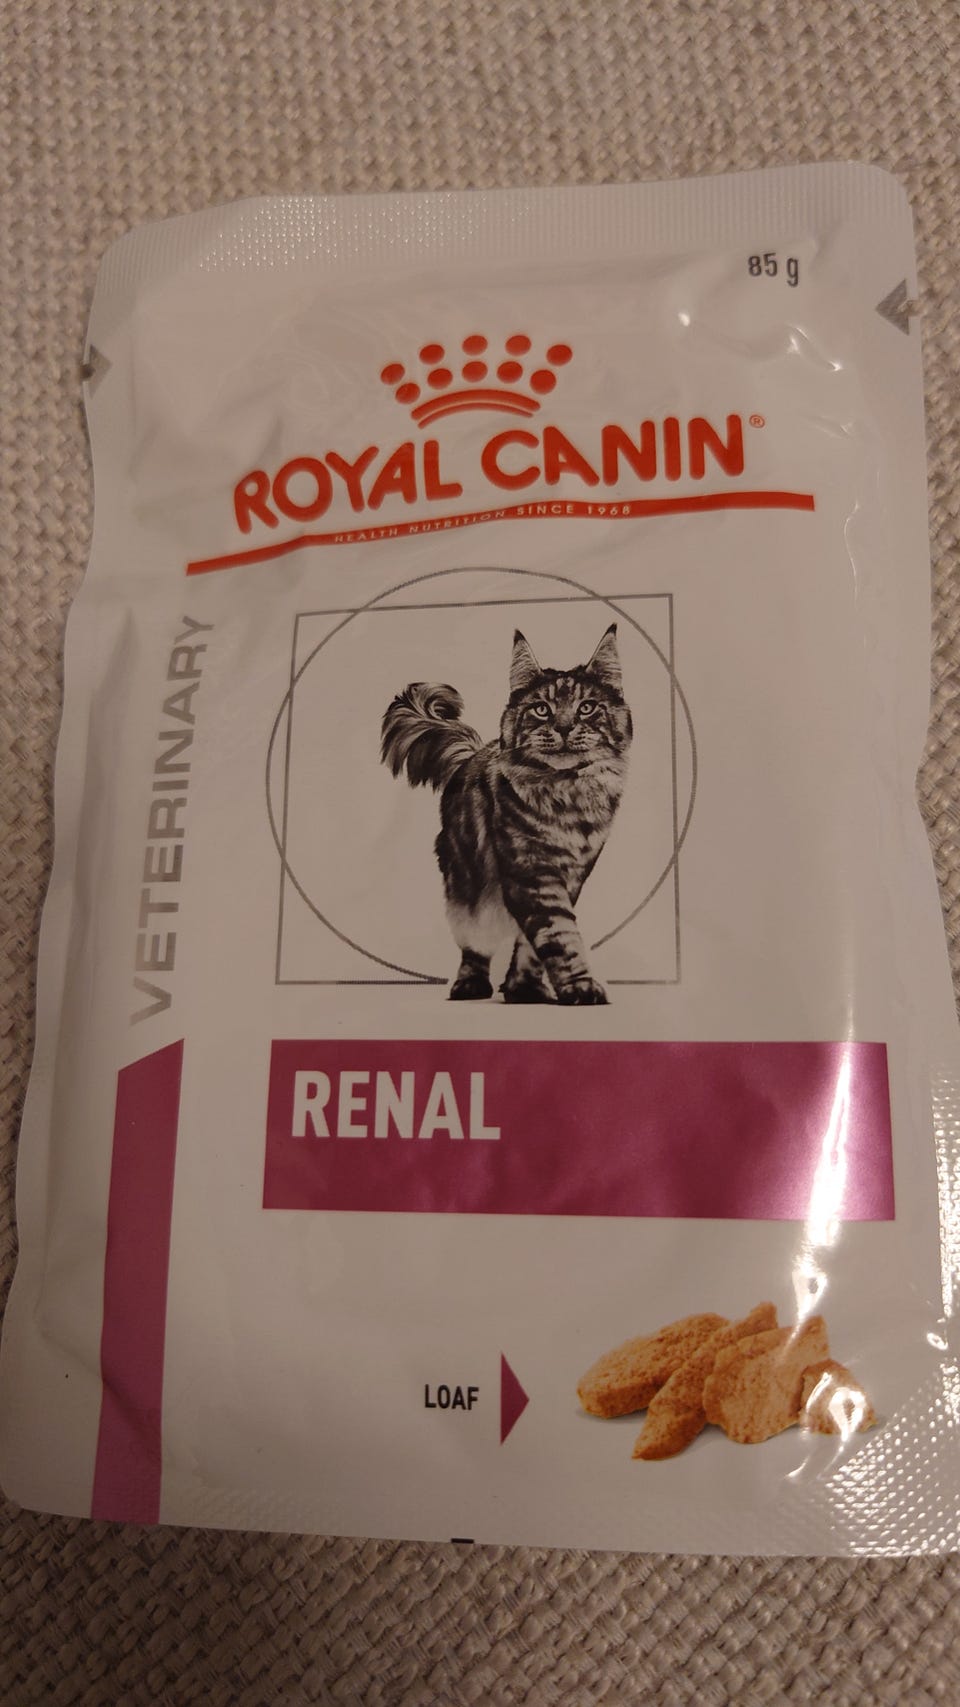 85 g
ROYAL CANIN®
HEALTH NUTRITION SINCE 1968
VETERINARY
RENAL
LOAF